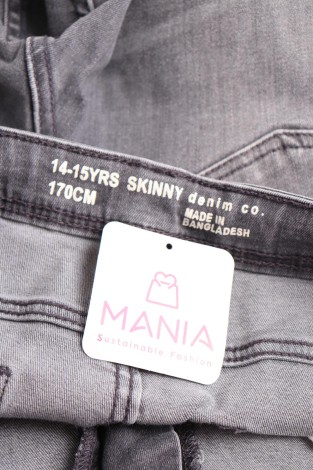 14-15YRS SKINNY denim co.
170CM
MADE IN
BANGLADESH
MANIA
Sustainable Fashion